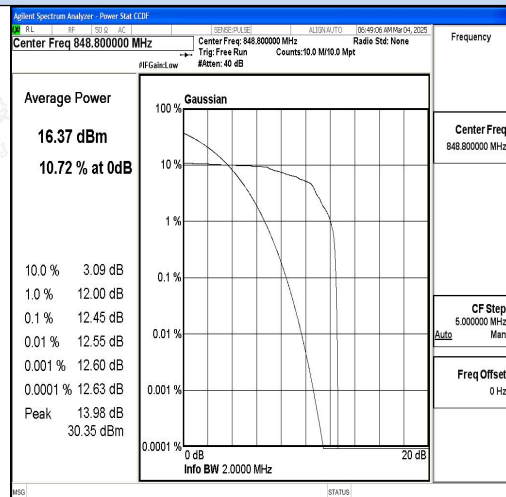 Agilent Spectrum Analyzer - Power Stat CCDF
RL RF 50 Ω AC SENSE:PULSE ALIGN AUTO 06:49:06 AM Mar 04, 2025
Center Freq 848.800000 MHz
Center Freq: 848.800000 MHz Radio Std: None
Trig: Free Run Counts:10.0 M/10.0 Mpt
#IFGain:Low #Atten: 40 dB
Frequency
Average Power
16.37 dBm
10.72 % at 0dB
10.0 % 3.09 dB
1.0 % 12.00 dB
0.1 % 12.45 dB
0.01 % 12.55 dB
0.001 % 12.60 dB
0.0001 % 12.63 dB
Peak 13.98 dB
30.35 dBm
Gaussian
100 %
10 %
1 %
0.1 %
0.01 %
0.001 %
0.0001 %
0 dB 20 dB
Info BW 2.0000 MHz
Center Freq
848.800000 MHz
CF Step
5.000000 MHz
Auto Man
Freq Offset
0 Hz
MSG STATUS